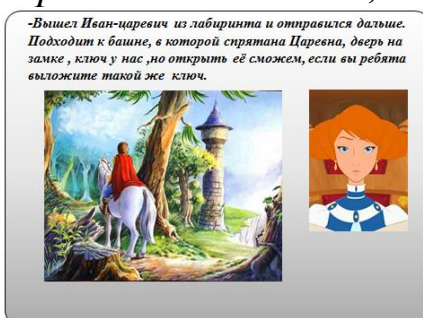 -Вышел Иван-царевич из лабиринта и отправился дальше.
Подходит к башне, в которой спрятана Царевна, дверь на
замке , ключ у нас ,но открыть её сможем, если вы ребята
выложите такой же ключ.